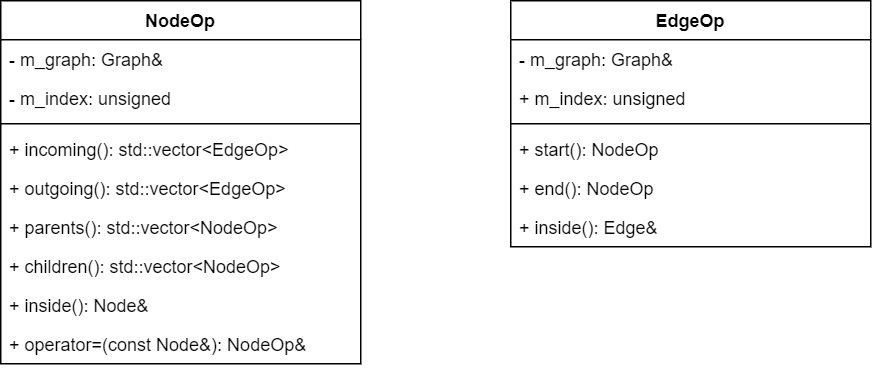 NodeOp
- m_graph: Graph&
- m_index: unsigned
+ incoming(): std::vector<EdgeOp>
+ outgoing(): std::vector<EdgeOp>
+ parents(): std::vector<NodeOp>
+ children(): std::vector<NodeOp>
+ inside(): Node&
+ operator=(const Node&): NodeOp&
EdgeOp
- m_graph: Graph&
+ m_index: unsigned
+ start(): NodeOp
+ end(): NodeOp
+ inside(): Edge&